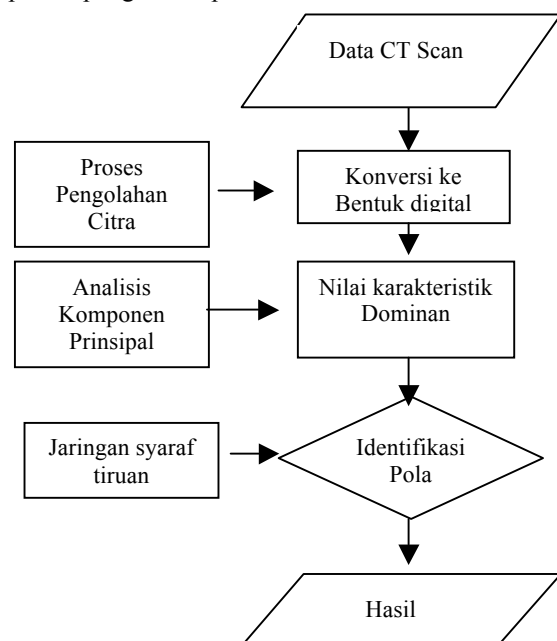 Data CT Scan
Proses
Pengolahan
Citra
Konversi ke
Bentuk digital
Analisis
Komponen
Prinsipal
Nilai karakteristik
Dominan
Jaringan syaraf
tiruan
Identifikasi
Pola
Hasil